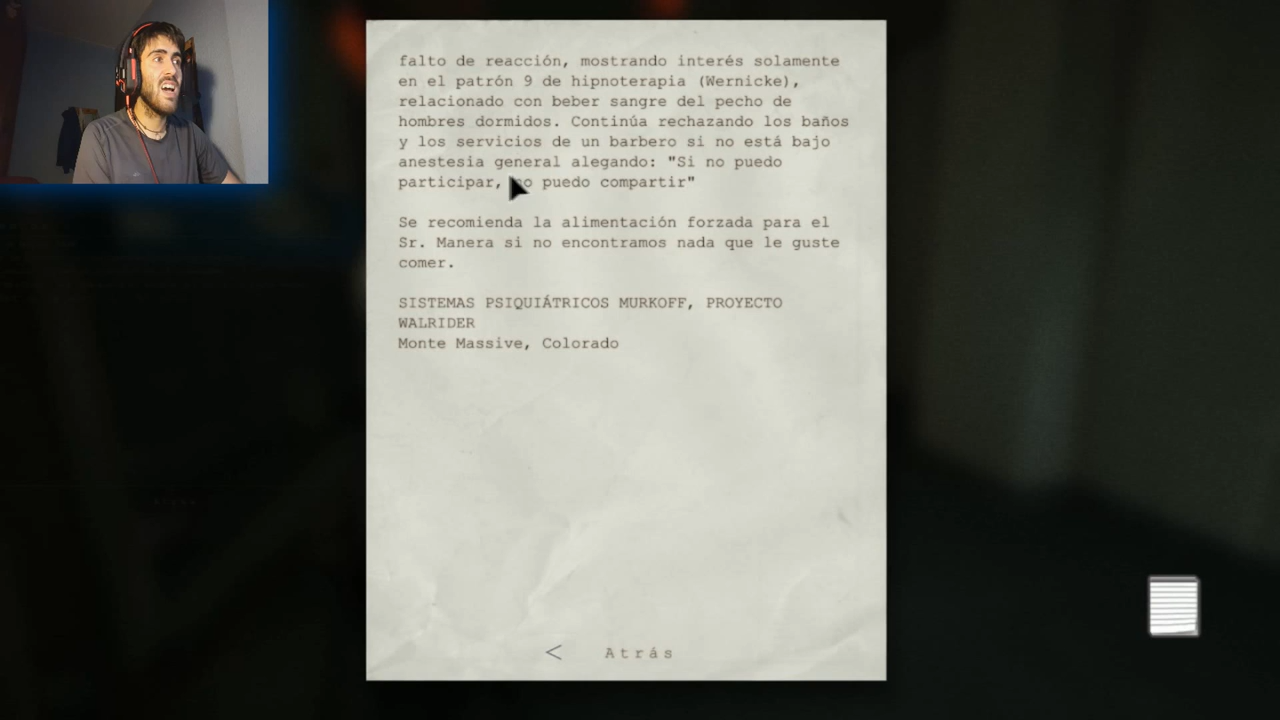 falto de reacción, mostrando interés solamente
en el patrón 9 de hipnoterapia (Wernicke),
relacionado con beber sangre del pecho de
hombres dormidos. Continúa rechazando los baños
y los servicios de un barbero si no está bajo
anestesia general alegando: "Si no puedo
participar, no puedo compartir"
Se recomienda la alimentación forzada para el
Sr. Manera si no encontramos nada que le guste
comer.
SISTEMAS PSIQUIÁTRICOS MURKOFF, PROYECTO
WALRIDER
Monte Massive, Colorado
< Atrás